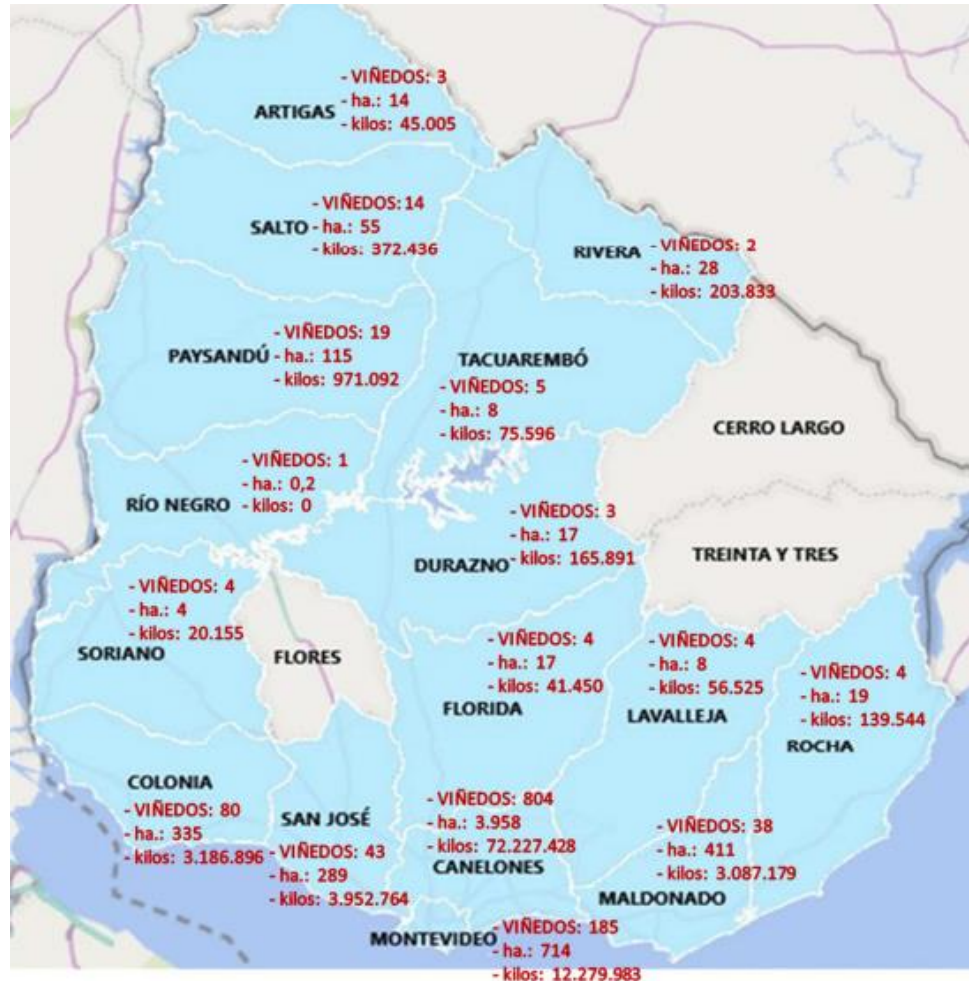 - VIÑEDOS: 3
- ha.: 14
ARTIGAS
- kilos: 45.005
- VIÑEDOS: 14
SALTO - ha.: 55
- kilos: 372.436
- VIÑEDOS: 2
RIVERA
- ha.: 28
- kilos: 203.833
- VIÑEDOS: 19
PAYSANDÚ - ha.: 115
- kilos: 971.092
TACUAREMBÓ
- VIÑEDOS: 5
- ha.: 8
- kilos: 75.596
CERRO LARGO
- VIÑEDOS: 1
- ha.: 0,2
RÍO NEGRO - kilos: 0
- VIÑEDOS: 3
- ha.: 17
DURAZNO - kilos: 165.891
TREINTA Y TRES
- VIÑEDOS: 4
- ha.: 4
- kilos: 20.155
SORIANO
FLORES
- VIÑEDOS: 4
- ha.: 17
- kilos: 41.450
FLORIDA
- VIÑEDOS: 4
- ha.: 8
- kilos: 56.525
LAVALLEJA
- VIÑEDOS: 4
- ha.: 19
- kilos: 139.544
ROCHA
COLONIA
- VIÑEDOS: 80
- ha.: 335
- kilos: 3.186.896
SAN JOSÉ
- VIÑEDOS: 43
- ha.: 289
- kilos: 3.952.764
- VIÑEDOS: 804
- ha.: 3.958
- kilos: 72.227.428
CANELONES
- VIÑEDOS: 38
- ha.: 411
- kilos: 3.087.179
MALDONADO
- VIÑEDOS: 185
MONTEVIDEO - ha.: 714
- kilos: 12.279.983